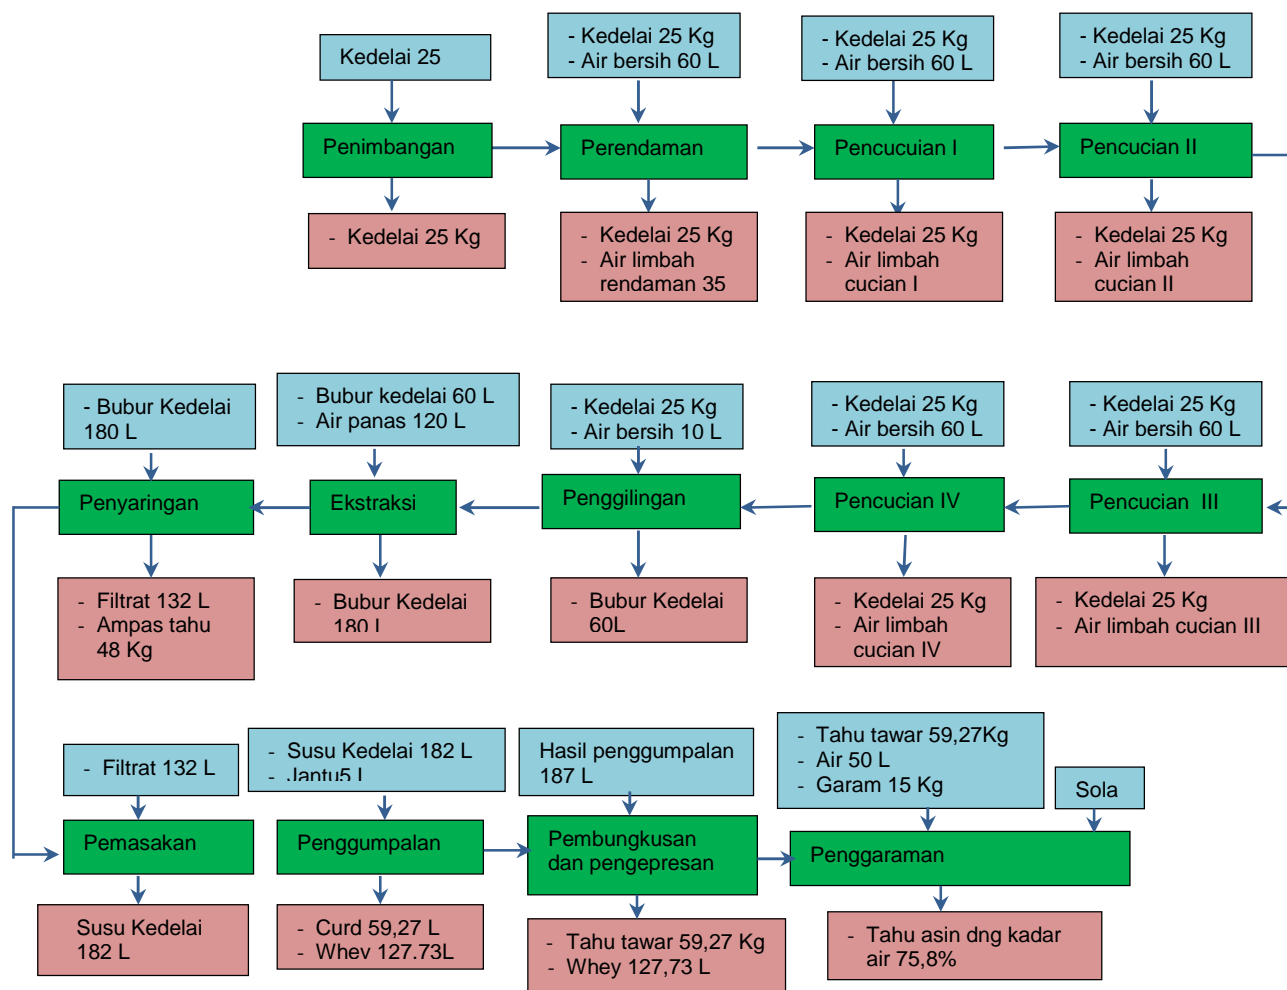 Kedelai 25
- Kedelai 25 Kg
- Air bersih 60 L
- Kedelai 25 Kg
- Air bersih 60 L
- Kedelai 25 Kg
- Air bersih 60 L
Penimbangan
Perendaman
Pencucuian I
Pencucian II
- Kedelai 25 Kg
- Kedelai 25 Kg
- Air limbah
rendaman 35
- Kedelai 25 Kg
- Air limbah
cucian I
- Kedelai 25 Kg
- Air limbah
cucian II
- Bubur Kedelai
180 L
- Bubur kedelai 60 L
- Air panas 120 L
- Kedelai 25 Kg
- Air bersih 10 L
- Kedelai 25 Kg
- Air bersih 60 L
- Kedelai 25 Kg
- Air bersih 60 L
Penyaringan
Ekstraksi
Penggilingan
Pencucian IV
Pencucian III
- Filtrat 132 L
- Ampas tahu
48 Kg
- Bubur Kedelai
180 L
- Bubur Kedelai
60L
- Kedelai 25 Kg
- Air limbah
cucian IV
- Kedelai 25 Kg
- Air limbah cucian III
- Filtrat 132 L
- Susu Kedelai 182 L
- Jantu5 L
Hasil penggumpalan
187 L
- Tahu tawar 59,27Kg
- Air 50 L
- Garam 15 Kg
Sola
Pemasakan
Penggumpalan
Pembungkusan
dan pengepresan
Penggaraman
Susu Kedelai
182 L
- Curd 59,27 L
- Whey 127.73L
- Tahu tawar 59,27 Kg
- Whey 127,73 L
- Tahu asin dng kadar
air 75,8%